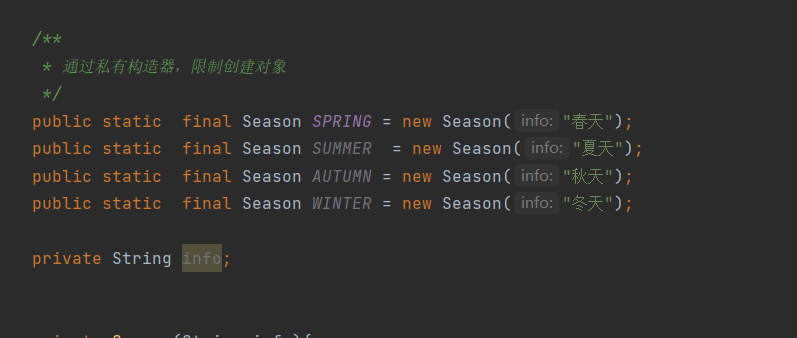 /**
* 通过私有构造器，限制创建对象
*/
public static  final Season SPRING = new Season( info: "春天");
public static  final Season SUMMER  = new Season( info: "夏天");
public static  final Season AUTUMN = new Season( info: "秋天");
public static  final Season WINTER = new Season( info: "冬天");
private String info;